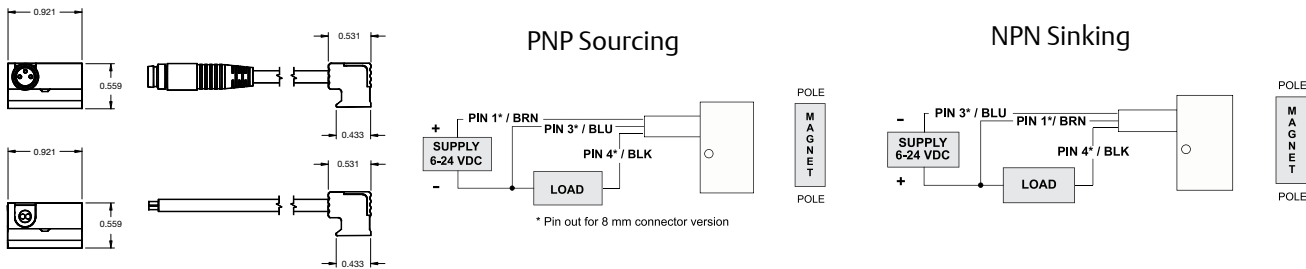 0.921
0.559
0.531
0.433
0.921
0.559
0.531
0.433
PNP Sourcing
+
PIN 1* / BRN
PIN 3* / BLU
SUPPLY
6-24 VDC
PIN 4* / BLK
-
LOAD
* Pin out for 8 mm connector version
POLE
MAGNET
POLE
NPN Sinking
-
PIN 3* / BLU
PIN 1*/ BRN
SUPPLY
6-24 VDC
PIN 4* / BLK
+
LOAD
POLE
MAGNET
POLE